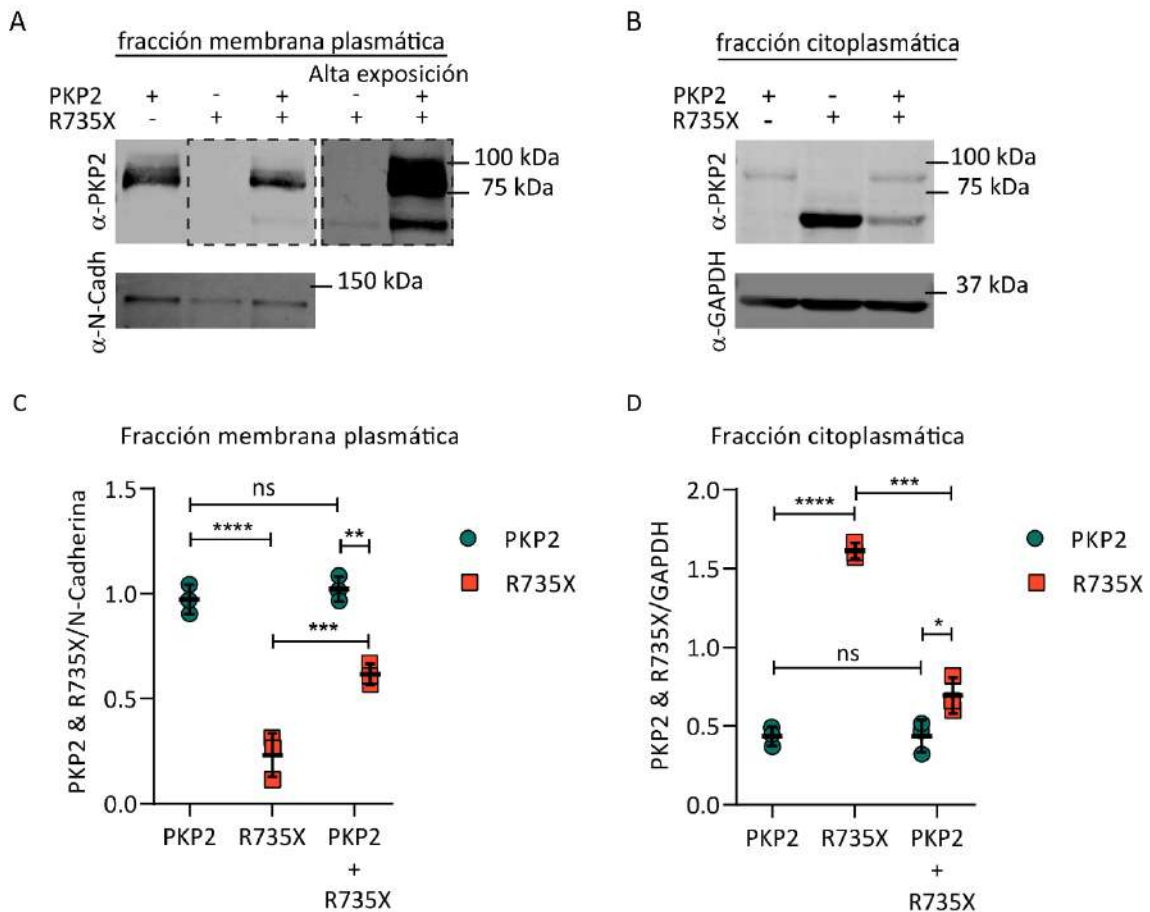 A
fracción membrana plasmática
Alta exposición
PKP2 + - + - +
R735X - + + + +
α-PKP2
100 kDa
75 kDa
α-N-Cadh
150 kDa
B
fracción citoplasmática
PKP2 + - +
R735X - + +
α-PKP2
100 kDa
75 kDa
α-GAPDH
37 kDa
C
Fracción membrana plasmática
PKP2 & R735X/N-Cadherina
1.5
1.0
0.5
0.0
ns
****
**
***
PKP2
R735X
PKP2 R735X PKP2
+
R735X
D
Fracción citoplasmática
PKP2 & R735X/GAPDH
2.0
1.5
1.0
0.5
0.0
****
***
ns
*
PKP2
R735X
PKP2 R735X PKP2
+
R735X